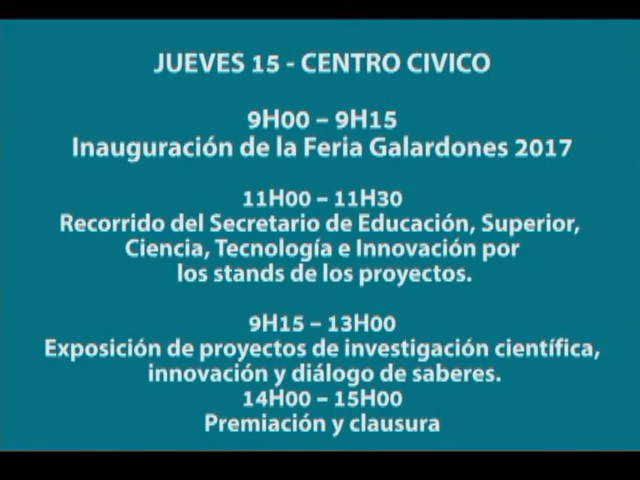 JUEVES 15 - CENTRO CIVICO
9H00 – 9H15
Inauguración de la Feria Galardones 2017
11H00 – 11H30
Recorrido del Secretario de Educación, Superior,
Ciencia, Tecnología e Innovación por
los stands de los proyectos.
9H15 – 13H00
Exposición de proyectos de investigación científica,
innovación y diálogo de saberes.
14H00 – 15H00
Premiación y clausura